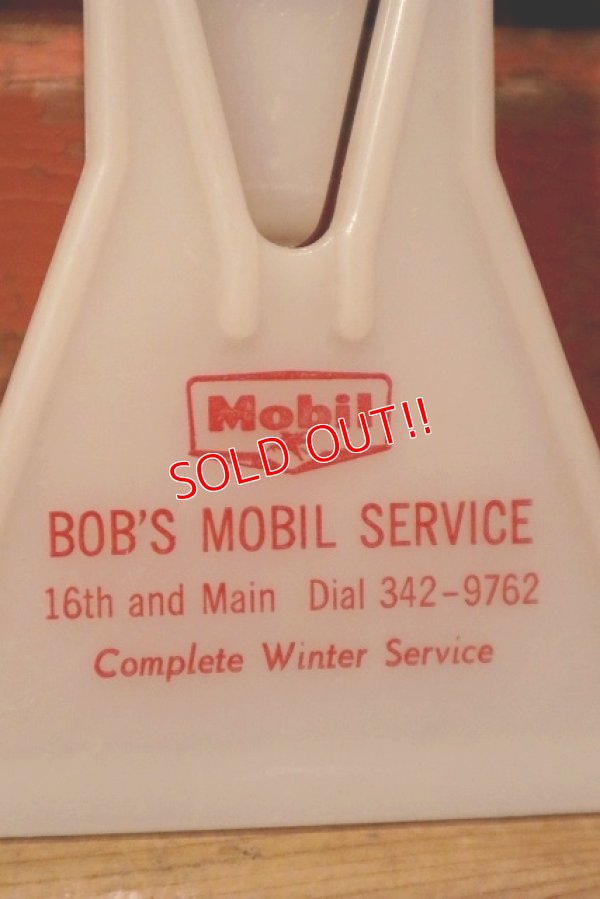 Mobil
SOLD OUT!!
BOB'S MOBIL SERVICE
16th and Main Dial 342-9762
Complete Winter Service